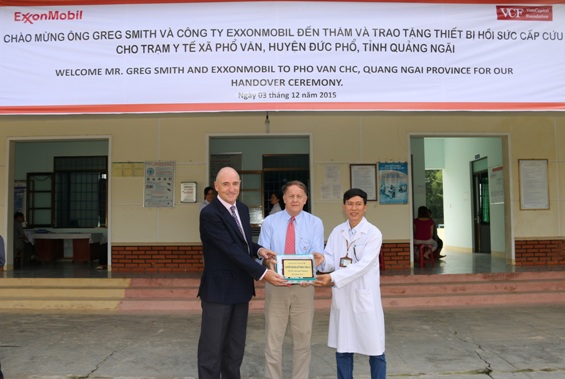 ExxonMobil
VCF VinaCapital Foundation
CHÀO MỪNG ÔNG GREG SMITH VÀ CÔNG TY EXXONMOBIL ĐẾN THĂM VÀ TRAO TẶNG THIẾT BỊ HỒI SỨC CẤP CỨU
CHO TRẠM Y TẾ XÃ PHỔ VĂN, HUYỆN ĐỨC PHỔ, TỈNH QUẢNG NGÃI
WELCOME MR. GREG SMITH AND EXXONMOBIL TO PHO VAN CHC, QUANG NGAI PROVINCE FOR OUR
HANDOVER CEREMONY.
Ngày 03 tháng 12 năm 2015